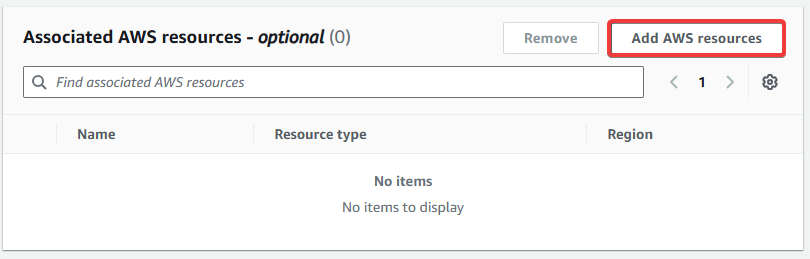 Associated AWS resources - optional (0)
Remove
Add AWS resources
Find associated AWS resources
1
Name
Resource type
Region
No items
No items to display